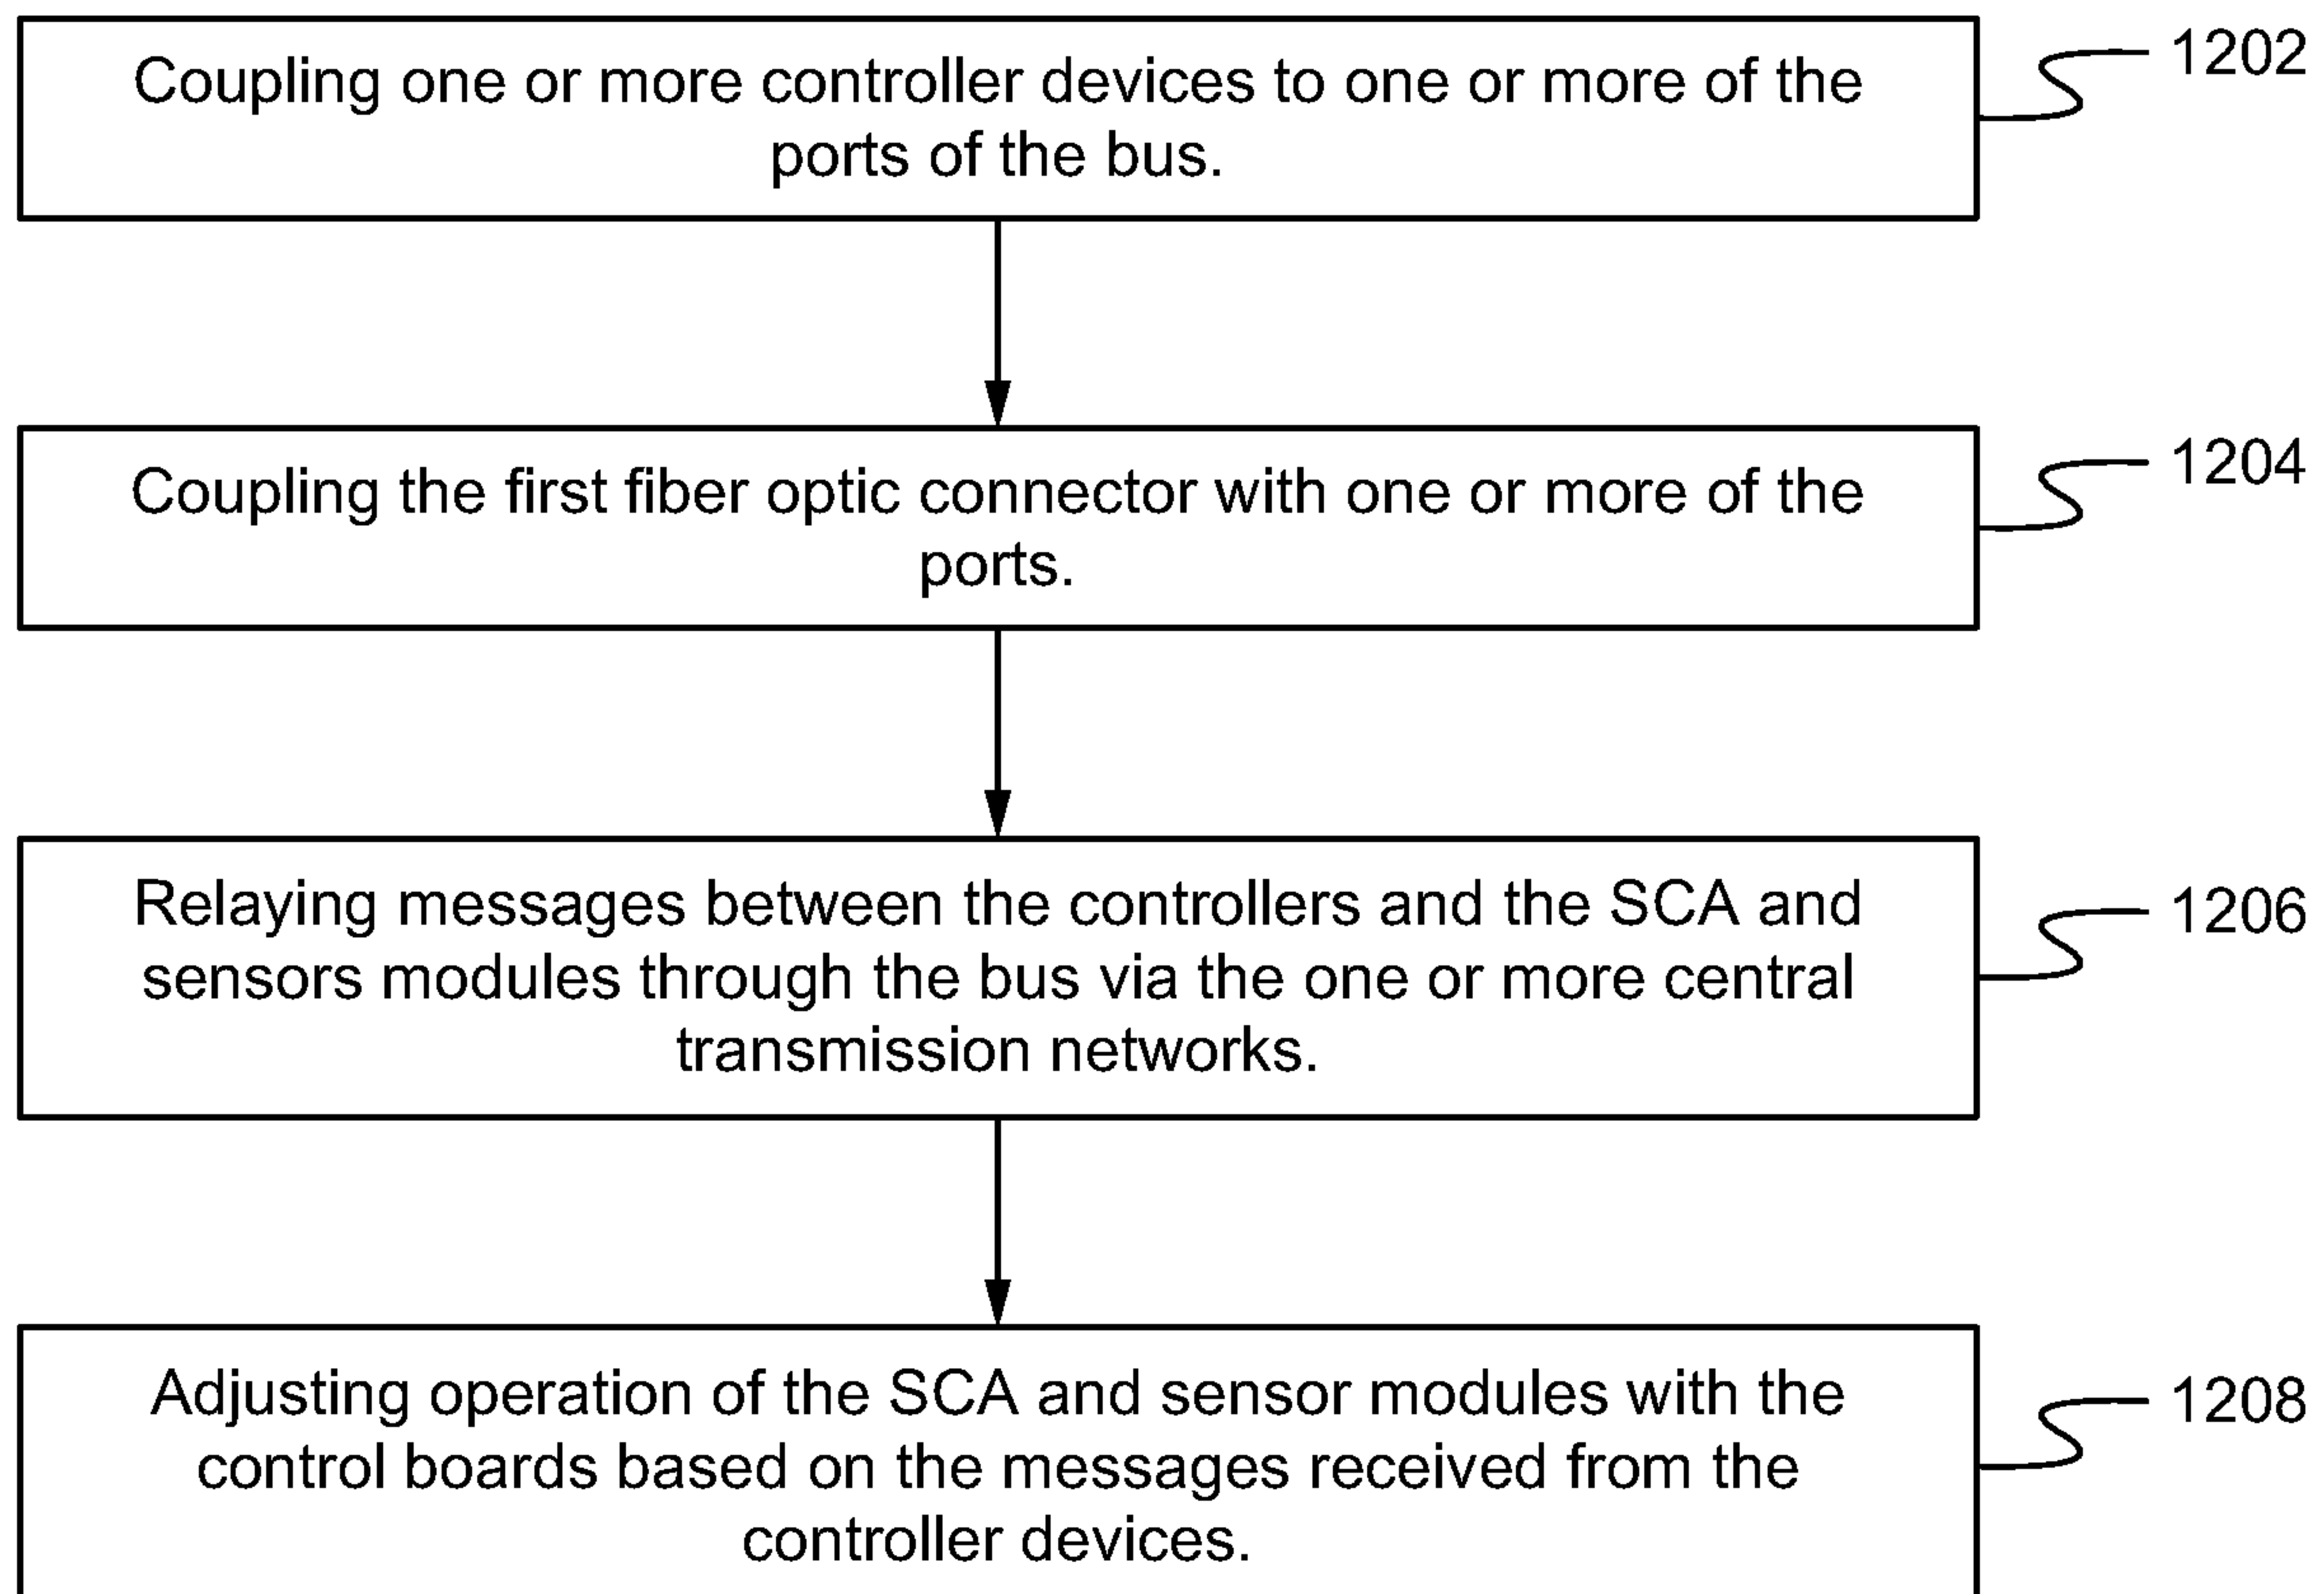 Coupling one or more controller devices to one or more of the
ports of the bus.
1202
Coupling the first fiber optic connector with one or more of the
ports.
1204
Relaying messages between the controllers and the SCA and
sensors modules through the bus via the one or more central
transmission networks.
1206
Adjusting operation of the SCA and sensor modules with the
control boards based on the messages received from the
controller devices.
1208